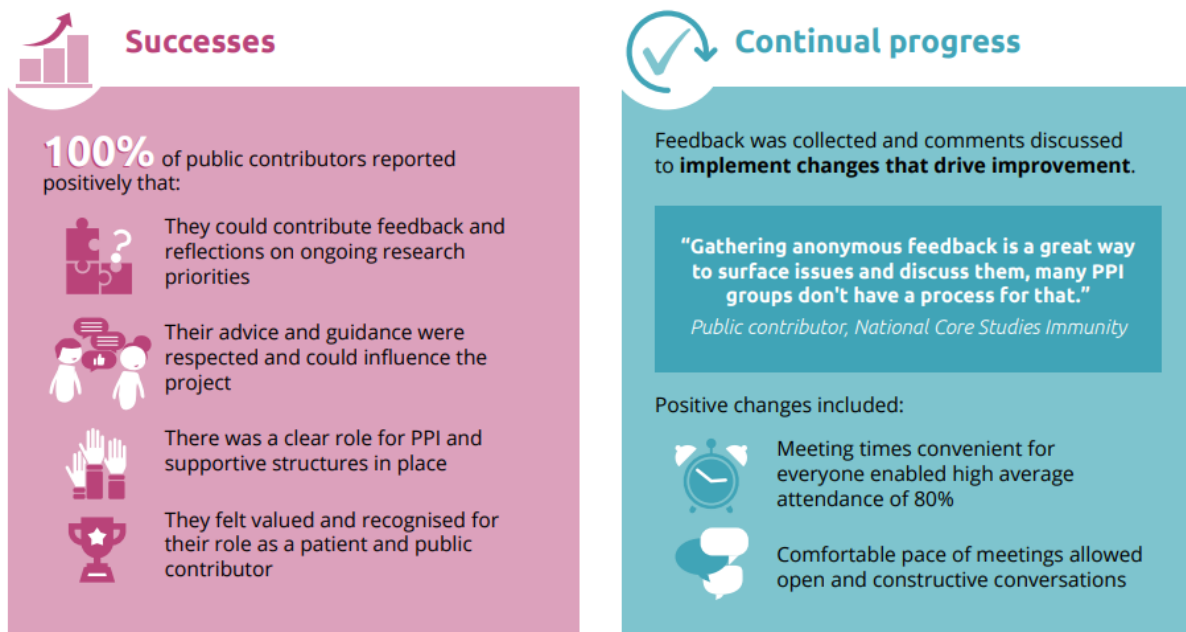 Successes
100% of public contributors reported
positively that:
They could contribute feedback and
reflections on ongoing research
priorities
Their advice and guidance were
respected and could influence the
project
There was a clear role for PPI and
supportive structures in place
They felt valued and recognised for
their role as a patient and public
contributor
Continual progress
Feedback was collected and comments discussed
to implement changes that drive improvement.
“Gathering anonymous feedback is a great way
to surface issues and discuss them, many PPI
groups don't have a process for that.”
Public contributor, National Core Studies Immunity
Positive changes included:
Meeting times convenient for
everyone enabled high average
attendance of 80%
Comfortable pace of meetings allowed
open and constructive conversations